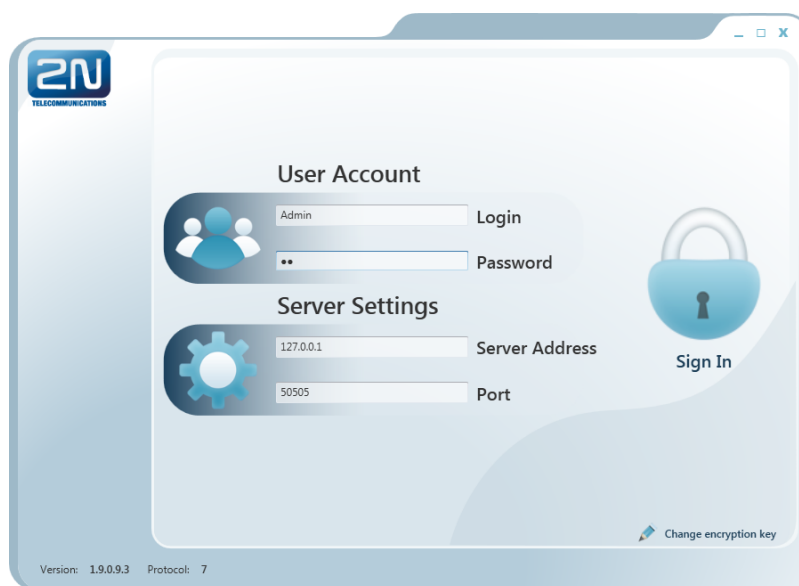 2N
TELECOMMUNICATIONS
User Account
Admin
Login
••
Password
Server Settings
127.0.0.1
Server Address
50505
Port
Sign In
Change encryption key
Version: 1.9.0.9.3 Protocol: 7